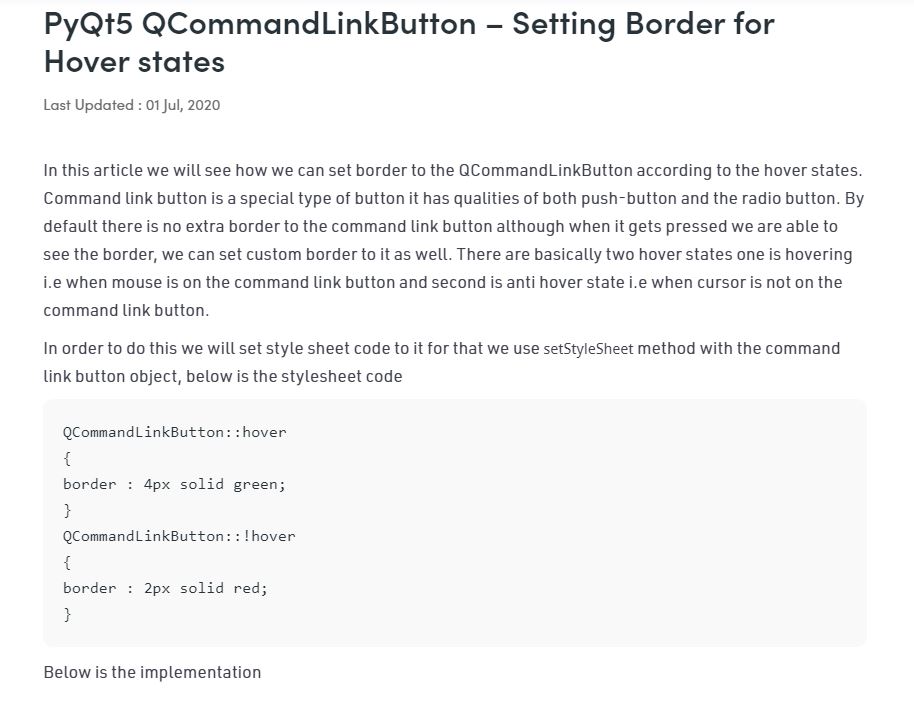 PyQt5 QCommandLinkButton – Setting Border for
Hover states
Last Updated : 01 Jul, 2020
In this article we will see how we can set border to the QCommandLinkButton according to the hover states.
Command link button is a special type of button it has qualities of both push-button and the radio button. By
default there is no extra border to the command link button although when it gets pressed we are able to
see the border, we can set custom border to it as well. There are basically two hover states one is hovering
i.e when mouse is on the command link button and second is anti hover state i.e when cursor is not on the
command link button.
In order to do this we will set style sheet code to it for that we use setStyleSheet method with the command
link button object, below is the stylesheet code
QCommandLinkButton::hover
{
border : 4px solid green;
}
QCommandLinkButton::!hover
{
border : 2px solid red;
}
Below is the implementation